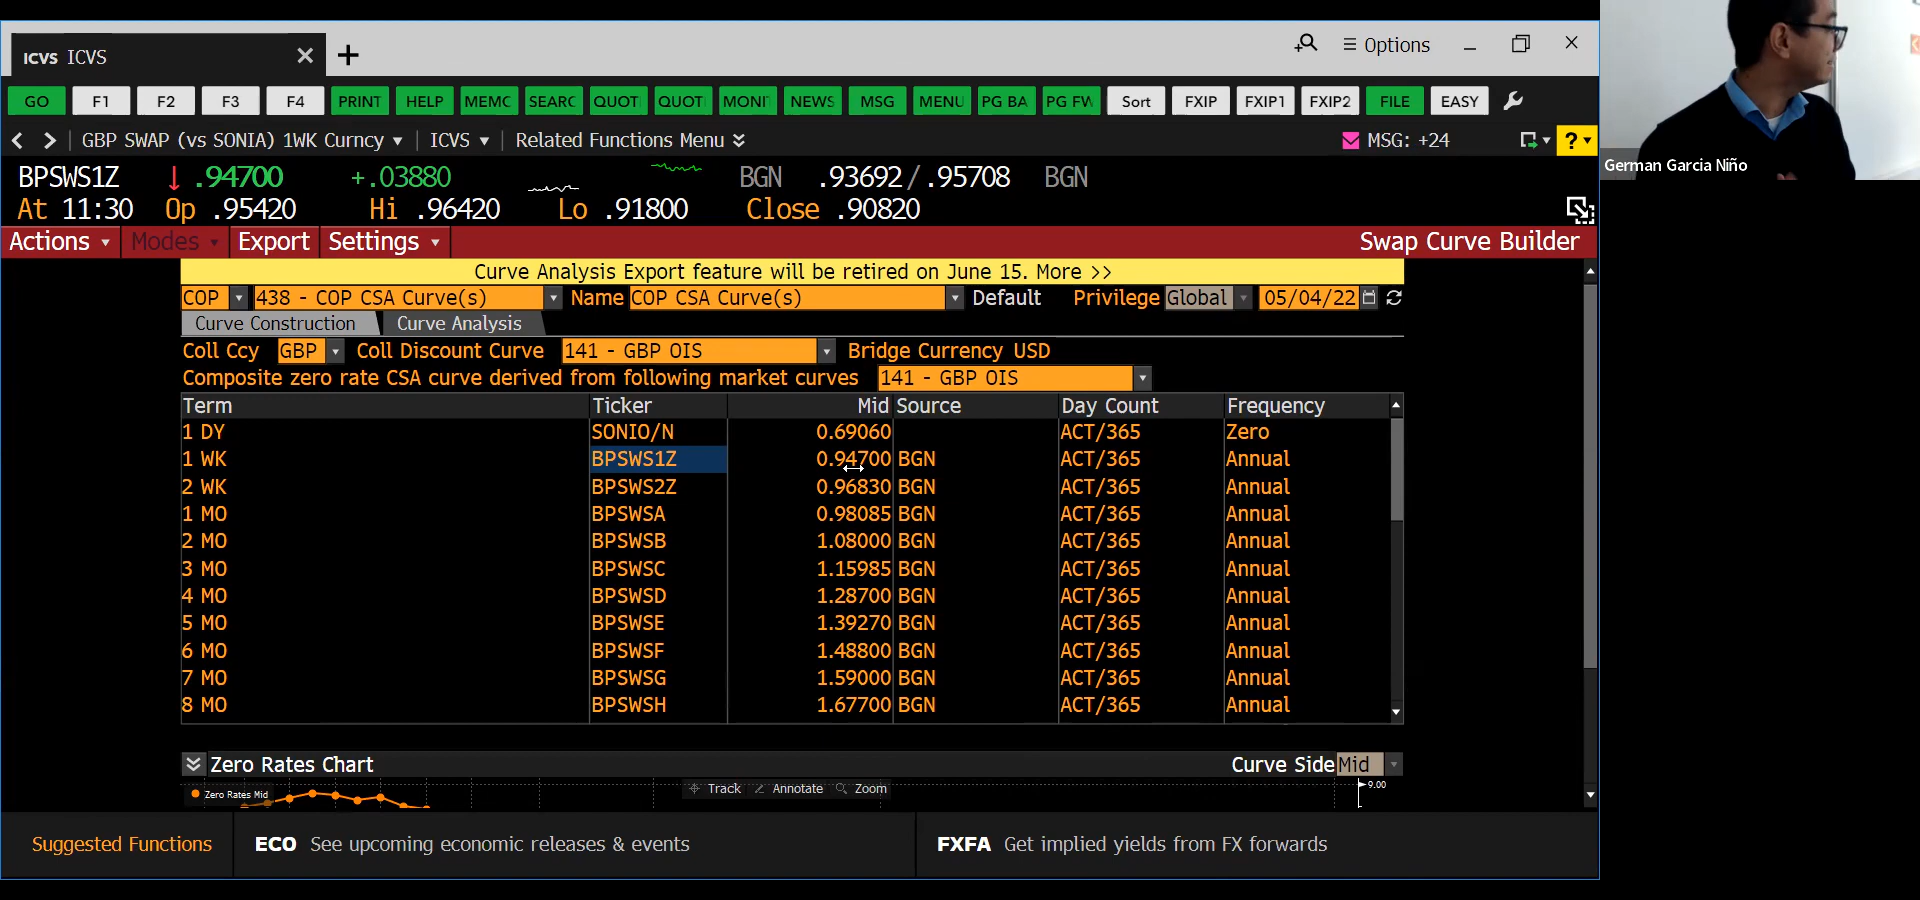 ICVS ICVS
Options
GO F1 F2 F3 F4 PRINT HELP MEMC SEARC QUOT QUOT MONI NEWS MSG MENU PG BA PG FW Sort FXIP FXIP1 FXIP2 FILE EASY
GBP SWAP (vs SONIA) 1WK Curncy ICVS Related Functions Menu MSG: +24 ?
German Garcia Niño
BPSWS1Z ↓ .94700 +.03880 BGN .93692/.95708 BGN
At 11:30 Op .95420 Hi .96420 Lo .91800 Close .90820
Actions Modes Export Settings Swap Curve Builder
Curve Analysis Export feature will be retired on June 15. More >>
COP 438 - COP CSA Curve(s) Name COP CSA Curve(s) Default Privilege Global 05/04/22
Curve Construction Curve Analysis
Coll Ccy GBP Coll Discount Curve 141 - GBP OIS Bridge Currency USD
Composite zero rate CSA curve derived from following market curves 141 - GBP OIS
Term Ticker Mid Source Day Count Frequency
1 DY SONIO/N 0.69060 ACT/365 Zero
1 WK BPSWS1Z 0.94700 BGN ACT/365 Annual
2 WK BPSWS2Z 0.96830 BGN ACT/365 Annual
1 MO BPSWSA 0.98085 BGN ACT/365 Annual
2 MO BPSWSB 1.08000 BGN ACT/365 Annual
3 MO BPSWSC 1.15985 BGN ACT/365 Annual
4 MO BPSWSD 1.28700 BGN ACT/365 Annual
5 MO BPSWSE 1.39270 BGN ACT/365 Annual
6 MO BPSWSF 1.48800 BGN ACT/365 Annual
7 MO BPSWSG 1.59000 BGN ACT/365 Annual
8 MO BPSWSH 1.67700 BGN ACT/365 Annual
Zero Rates Chart Curve Side Mid
Zero Rates Mid Track Annotate Zoom 9.00
Suggested Functions ECO See upcoming economic releases & events FXFA Get implied yields from FX forwards